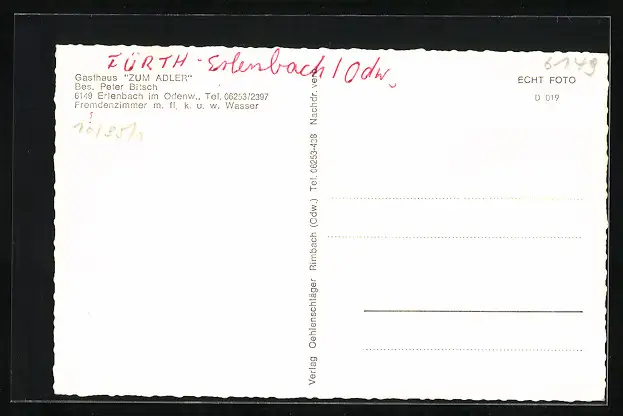 FÜRTH - Erlenbach / Odw.
6149
Gasthaus "ZUM ADLER"
Bes. Peter Bitsch
6149 Erlenbach im Odenw., Tel. 06253/2397
Fremdenzimmer m. fl. k. u. w. Wasser
ECHT FOTO
D 019
Verlag Oehlenschläger Rimbach (Odw.) Tel. 06253-438 Nachdr. ve